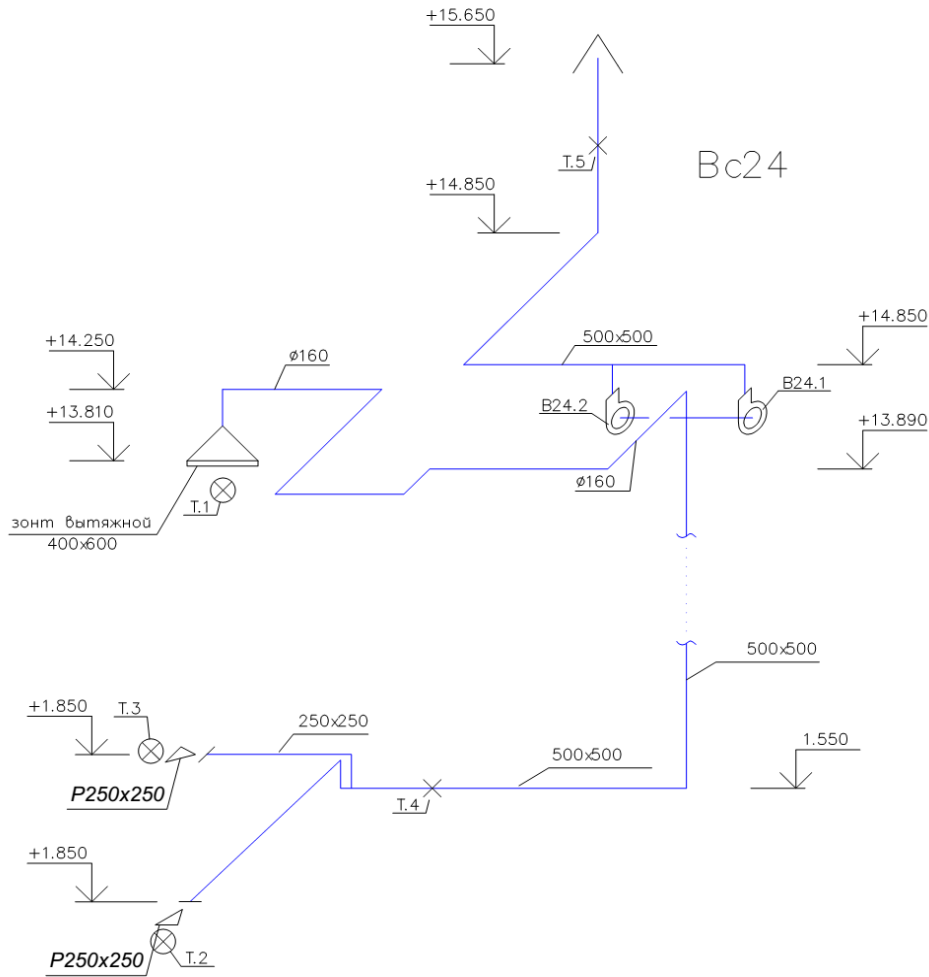 +15.650
Вс24
Т.5
+14.850
+14.850
+14.250
500x500
ø160
В24.1
В24.2
+13.810
+13.890
ø160
Т.1
зонт вытяжной
400x600
500x500
+1.850
Т.3
250x250
1.550
500x500
Р250x250
Т.4
+1.850
Р250x250
Т.2